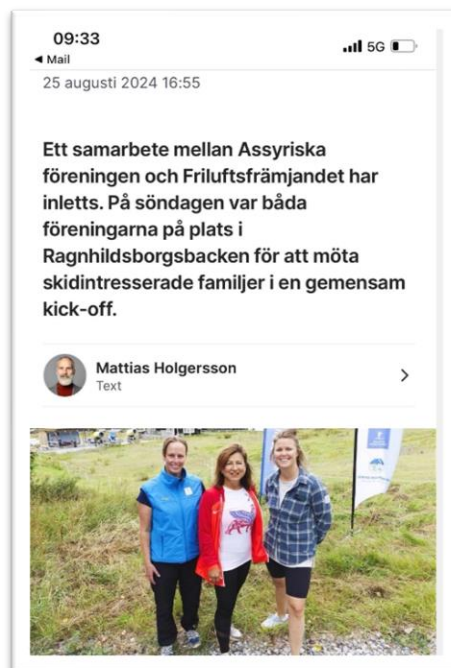 09:33
5G
◀ Mail
25 augusti 2024 16:55
Ett samarbete mellan Assyriska
föreningen och Friluftsfrämjandet har
inletts. På söndagen var båda
föreningarna på plats i
Ragnhildsborgsbacken för att möta
skidintresserade familjer i en gemensam
kick-off.
Mattias Holgersson
Text